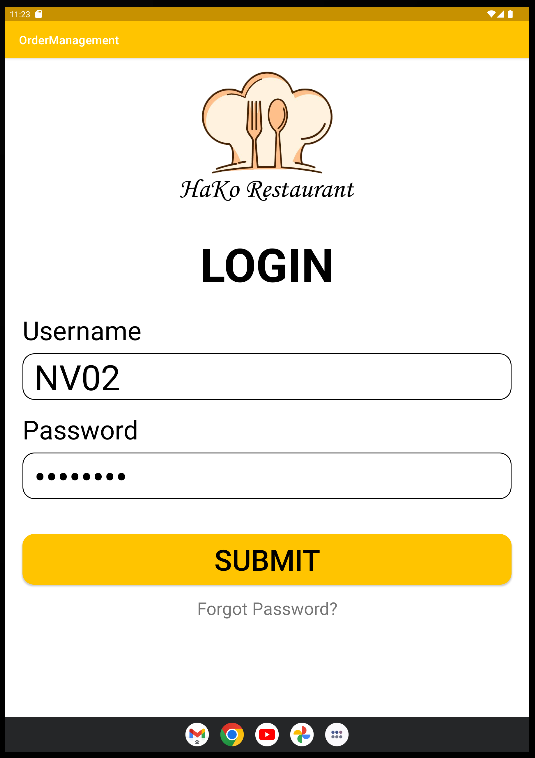 11:23
OrderManagement
HaKo Restaurant
LOGIN
Username
NV02
Password
••••••••
SUBMIT
Forgot Password?